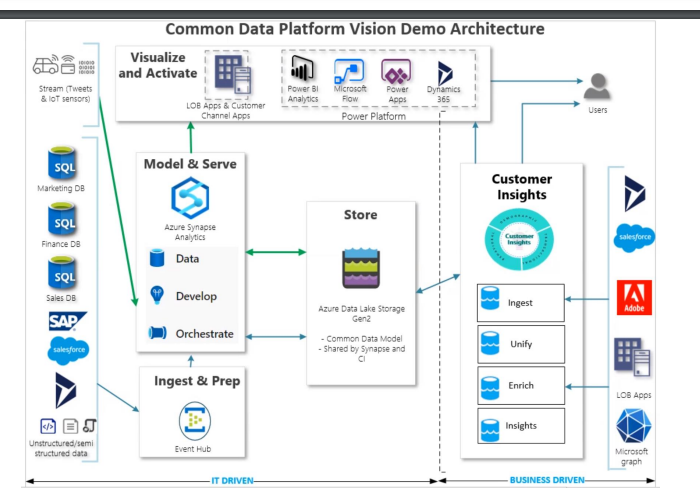 Common Data Platform Vision Demo Architecture
Visualize
and Activate
LOB Apps & Customer
Channel Apps
Power BI
Analytics
Microsoft
Flow
Power
Apps
Dynamics
365
Power Platform
Users
Stream (Tweets
& IoT sensors)
SQL
Marketing DB
SQL
Finance DB
SQL
Sales DB
SAP
salesforce
Unstructured/semi
structured data
Model & Serve
Azure Synapse
Analytics
Data
Develop
Orchestrate
Ingest & Prep
Event Hub
Store
Azure Data Lake Storage
Gen2
- Common Data Model
- Shared by Synapse and
CI
Customer
Insights
Customer
Insights
Ingest
Unify
Enrich
Insights
salesforce
Adobe
LOB Apps
Microsoft
graph
IT DRIVEN
BUSINESS DRIVEN